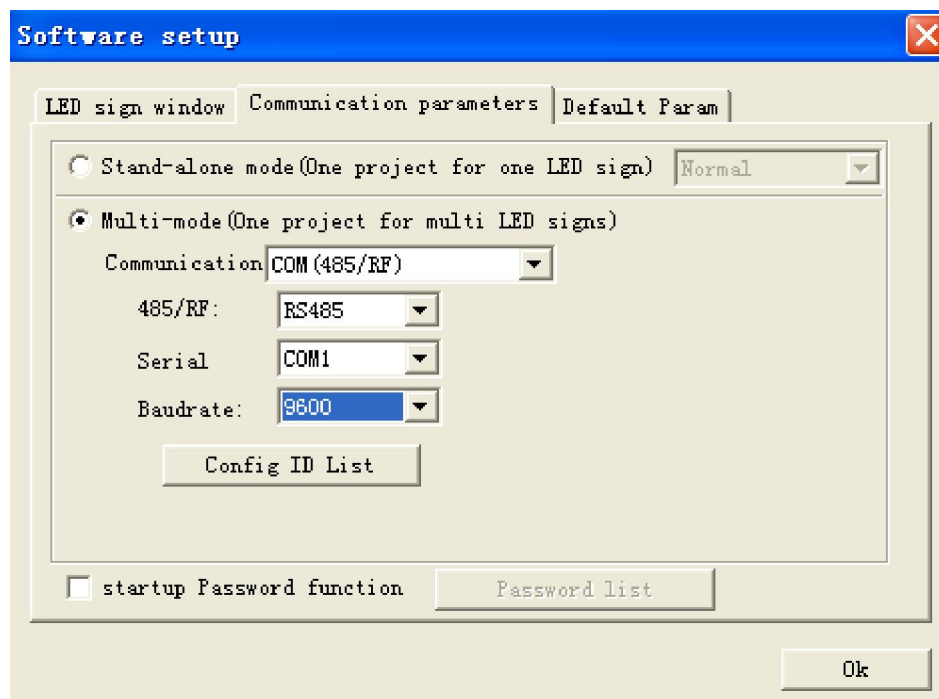 Software setup
LED sign window Communication parameters Default Param
Stand-alone mode(One project for one LED sign) Normal
Multi-mode(One project for multi LED signs)
Communication COM(485/RF)
485/RF: RS485
Serial COM1
Baudrate: 9600
Config ID List
startup Password function Password list
Ok